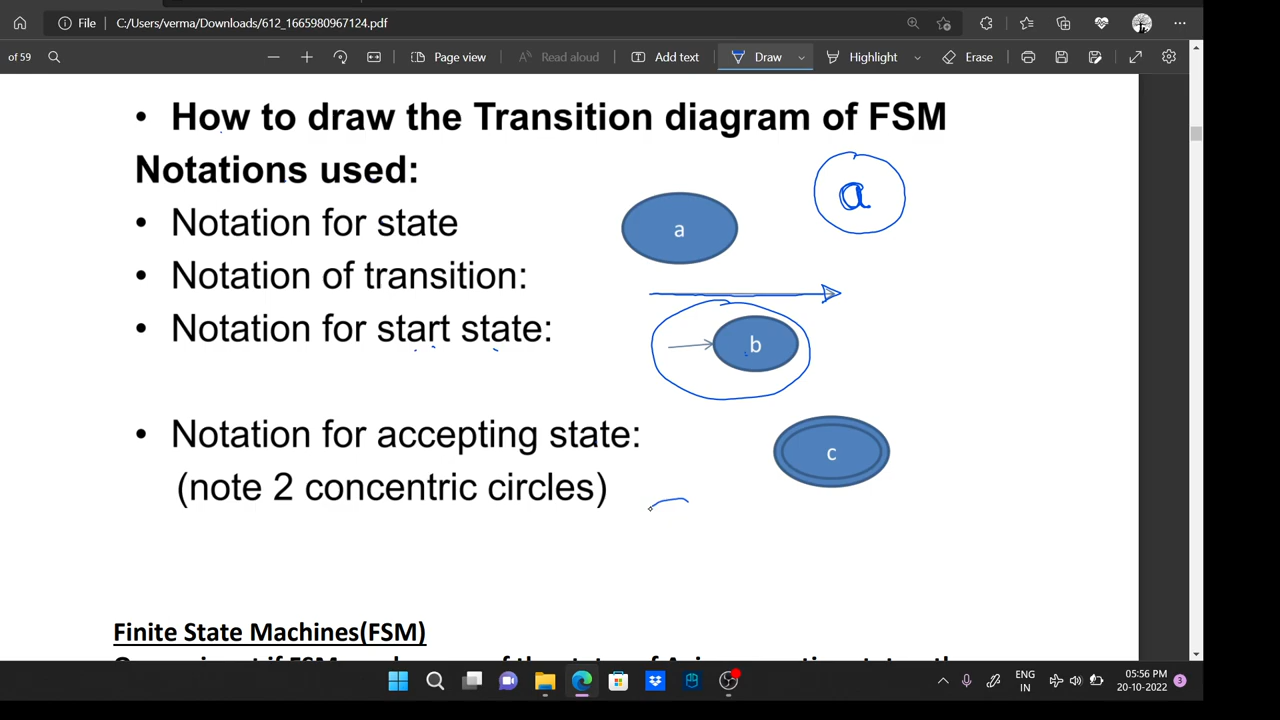 File C:/Users/verma/Downloads/612_1665980967124.pdf
of 59 Page view Read aloud Add text Draw Highlight Erase
• How to draw the Transition diagram of FSM
Notations used:
a
• Notation for state
a
• Notation of transition:
• Notation for start state:
b
• Notation for accepting state:
c
(note 2 concentric circles)
Finite State Machines(FSM)
ENG
IN
05:56 PM
20-10-2022
3